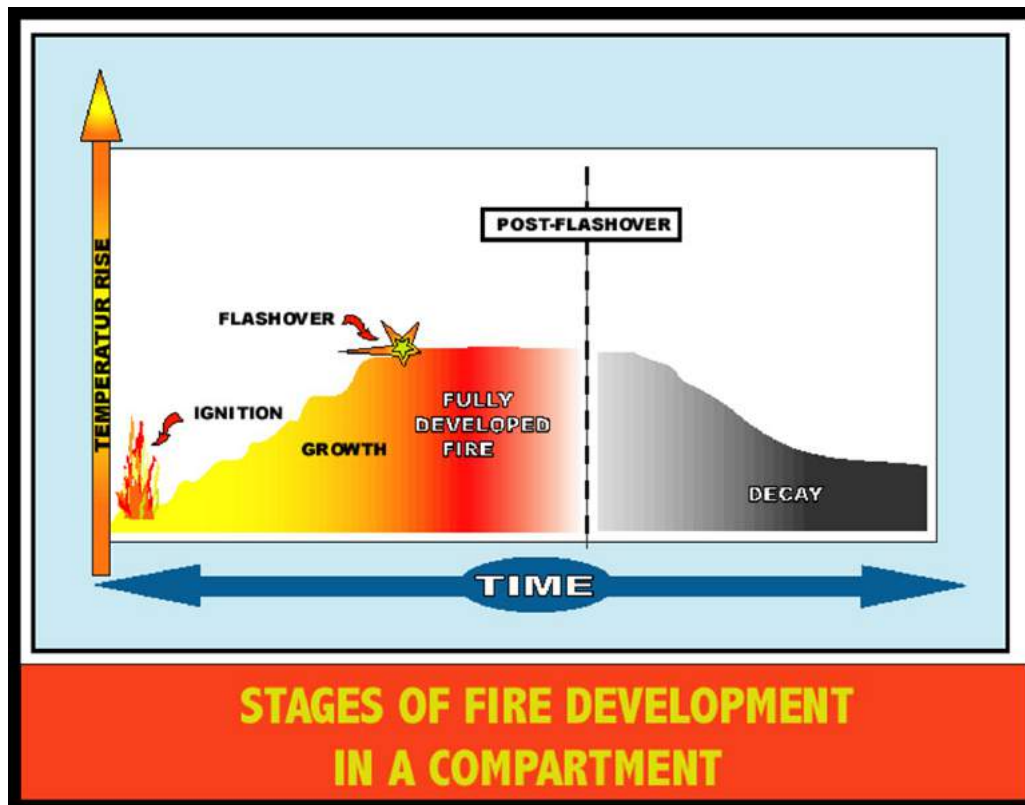 TEMPERATUR RISE
POST-FLASHOVER
FLASHOVER
IGNITION
GROWTH
FULLY
DEVELOPED
FIRE
DECAY
TIME
STAGES OF FIRE DEVELOPMENT
IN A COMPARTMENT